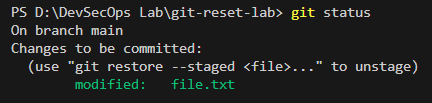 PS D:\DevSecOps Lab\git-reset-lab> git status
On branch main
Changes to be committed:
  (use "git restore --staged <file>..." to unstage)
        modified:   file.txt